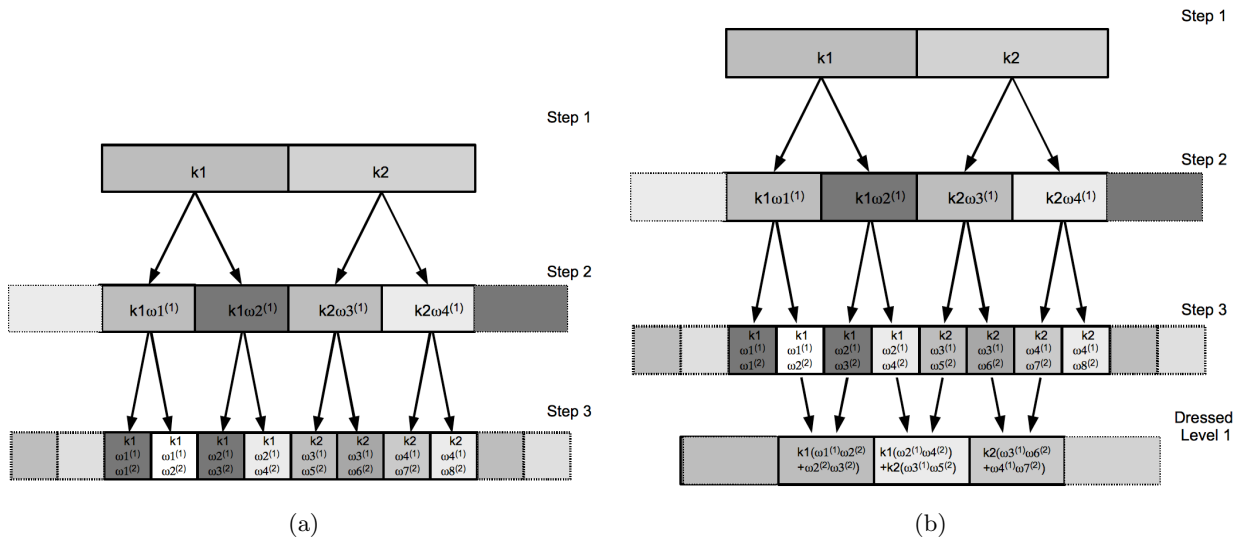 Step 1
k1 k2
Step 2
k1ω1⁽¹⁾ k1ω2⁽¹⁾ k2ω3⁽¹⁾ k2ω4⁽¹⁾
Step 3
k1 k1 k1 k1 k2 k2 k2 k2
ω1⁽¹⁾ ω1⁽¹⁾ ω2⁽¹⁾ ω2⁽¹⁾ ω3⁽¹⁾ ω3⁽¹⁾ ω4⁽¹⁾ ω4⁽¹⁾
ω1⁽²⁾ ω2⁽²⁾ ω3⁽²⁾ ω4⁽²⁾ ω5⁽²⁾ ω6⁽²⁾ ω7⁽²⁾ ω8⁽²⁾
(a)
Step 1
k1 k2
Step 2
k1ω1⁽¹⁾ k1ω2⁽¹⁾ k2ω3⁽¹⁾ k2ω4⁽¹⁾
Step 3
k1 k1 k1 k1 k2 k2 k2 k2
ω1⁽¹⁾ ω1⁽¹⁾ ω2⁽¹⁾ ω2⁽¹⁾ ω3⁽¹⁾ ω3⁽¹⁾ ω4⁽¹⁾ ω4⁽¹⁾
ω1⁽²⁾ ω2⁽²⁾ ω3⁽²⁾ ω4⁽²⁾ ω5⁽²⁾ ω6⁽²⁾ ω7⁽²⁾ ω8⁽²⁾
Dressed
Level 1
k1(ω1⁽¹⁾ω2⁽²⁾ k1(ω2⁽¹⁾ω4⁽²⁾) k2(ω3⁽¹⁾ω6⁽²⁾
+ω2⁽²⁾ω3⁽²⁾) +k2(ω3⁽¹⁾ω5⁽²⁾) +ω4⁽¹⁾ω7⁽²⁾)
(b)